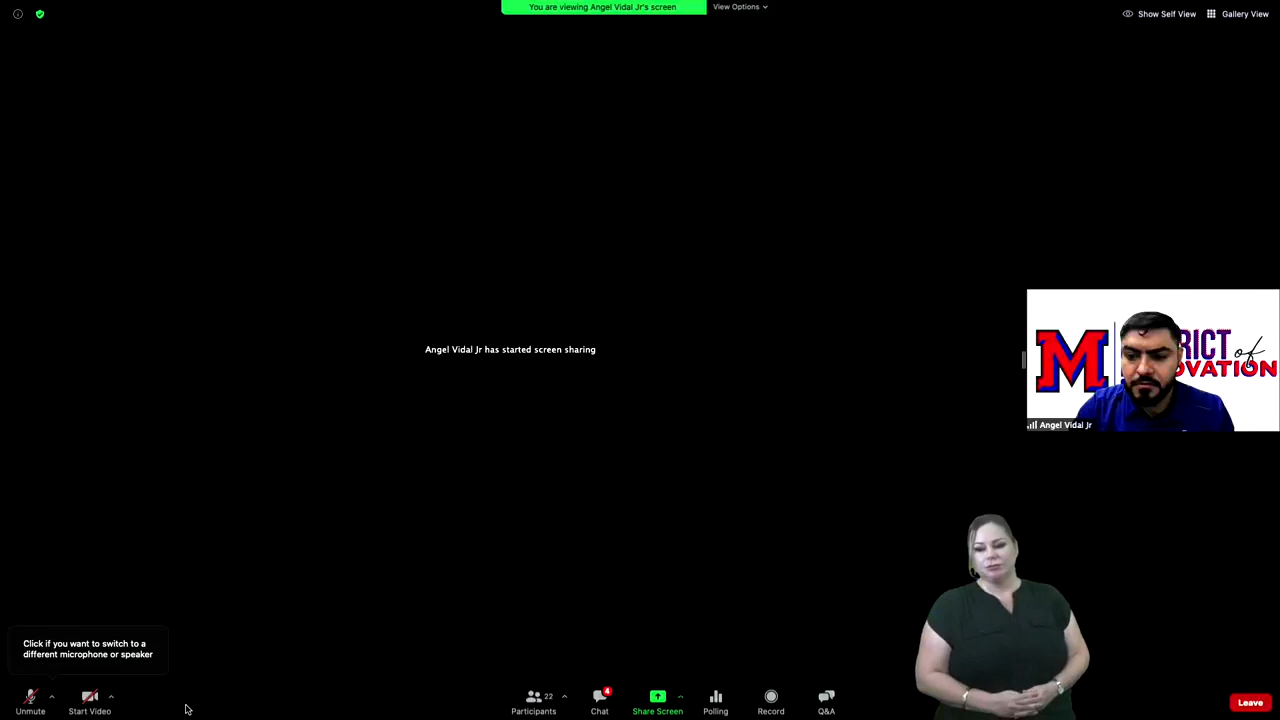 You are viewing Angel Vidal Jr's screen
View Options
Show Self View
Gallery View
Angel Vidal Jr has started screen sharing
M
RICT of
OVATION
Angel Vidal Jr
Click if you want to switch to a
different microphone or speaker
Unmute
Start Video
Participants
22
Chat
4
Share Screen
Polling
Record
Q&A
Leave